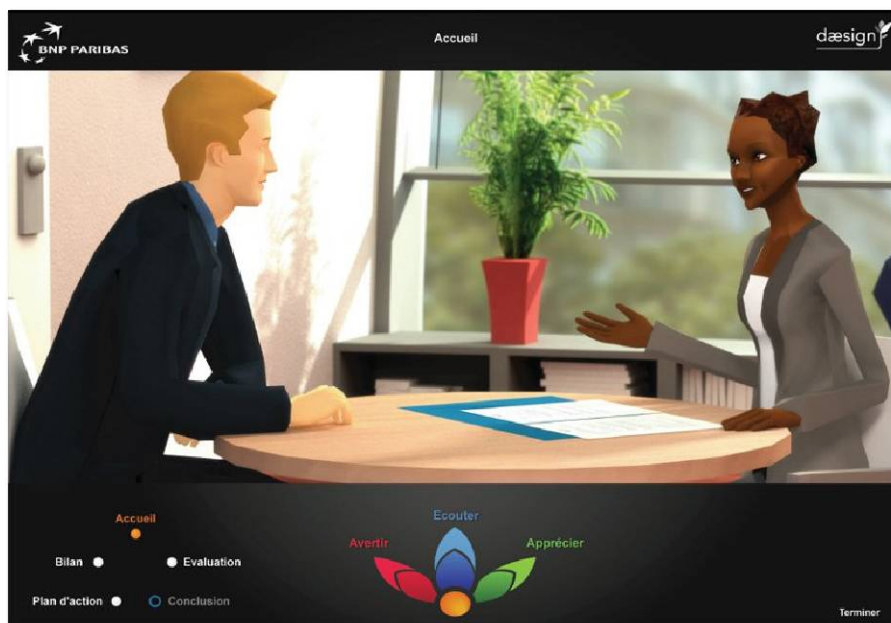 BNP PARIBAS
Accueil
dæsign
Accueil
Bilan
Evaluation
Plan d'action
Conclusion
Ecouter
Avertir
Apprécier
Terminer